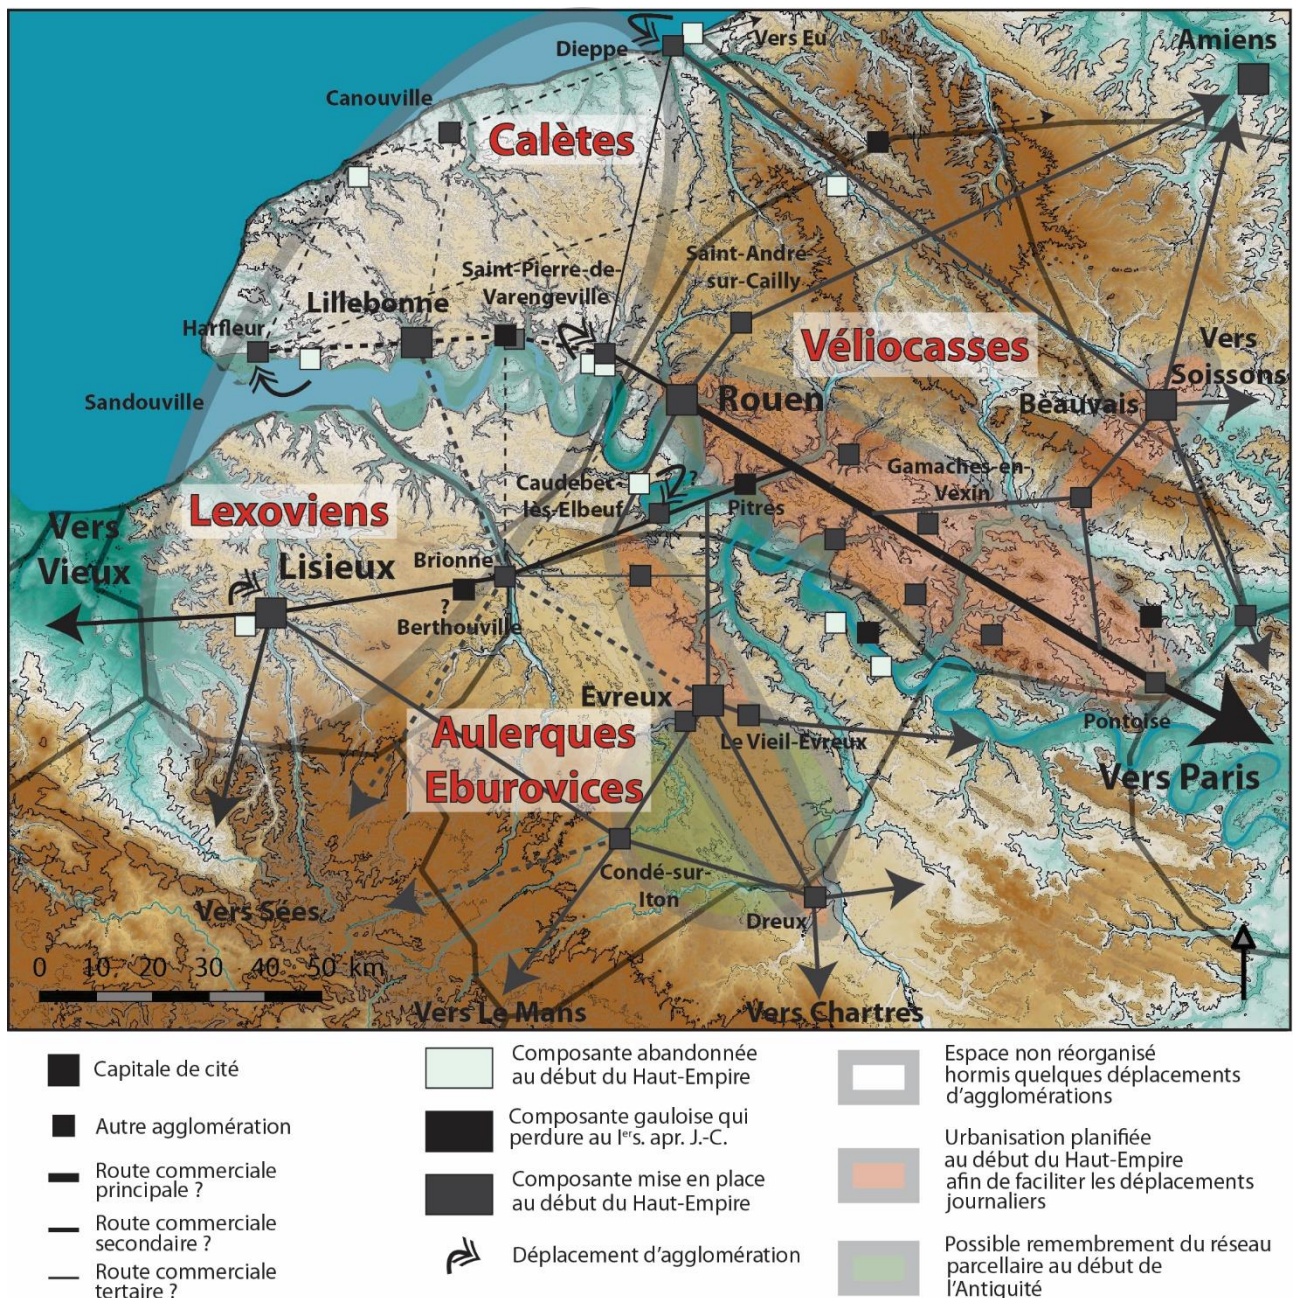 Dieppe
Vers Eu
Amiens
Canouville
Calètes
Saint-Pierre-de-
Varengeville
Saint-André-
sur-Cailly
Lillebonne
Harfleur
Véliocasses
Vers
Soissons
Sandouville
Rouen
Beauvais
Gamaches-en-
Vexin
Caudebec-
lès-Elbeuf
?
Pitres
Lexoviens
Vers
Vieux
Lisieux
Brionne
?
Berthouville
Evreux
Le Vieil-Evreux
Pontoise
Aulerques
Eburovices
Vers Paris
Condé-sur-
Iton
Dreux
Vers Sées
0 10 20 30 40 50 km
Vers Le Mans
Vers Chartres
Capitale de cité
Autre agglomération
Route commerciale
principale ?
Route commerciale
secondaire ?
Route commerciale
tertaire ?
Composante abandonnée
au début du Haut-Empire
Composante gauloise qui
perdure au Iers. apr. J.-C.
Composante mise en place
au début du Haut-Empire
Déplacement d'agglomération
Espace non réorganisé
hormis quelques déplacements
d'agglomérations
Urbanisation planifiée
au début du Haut-Empire
afin de faciliter les déplacements
journaliers
Possible remembrement du réseau
parcellaire au début de
l'Antiquité